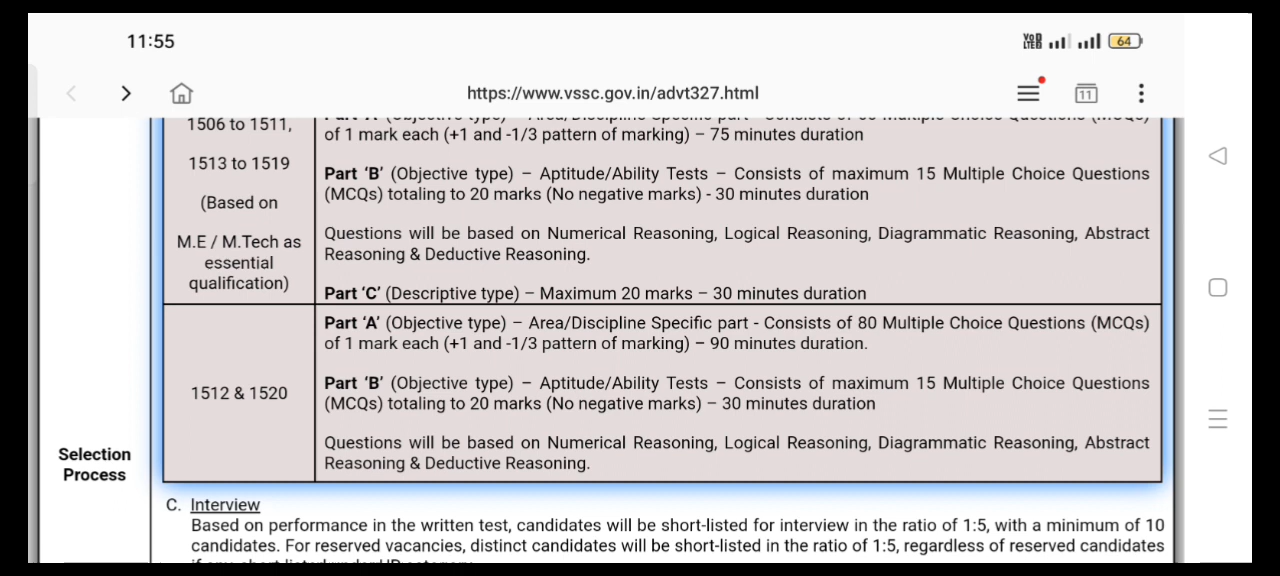 11:55
VoD LTED
64
https://www.vssc.gov.in/advt327.html
11
1506 to 1511,
1513 to 1519
(Based on
M.E / M.Tech as
essential
qualification)
of 1 mark each (+1 and -1/3 pattern of marking) – 75 minutes duration
Part ‘B’ (Objective type) – Aptitude/Ability Tests – Consists of maximum 15 Multiple Choice Questions
(MCQs) totaling to 20 marks (No negative marks) - 30 minutes duration
Questions will be based on Numerical Reasoning, Logical Reasoning, Diagrammatic Reasoning, Abstract
Reasoning & Deductive Reasoning.
Part ‘C’ (Descriptive type) – Maximum 20 marks – 30 minutes duration
1512 & 1520
Part ‘A’ (Objective type) – Area/Discipline Specific part - Consists of 80 Multiple Choice Questions (MCQs)
of 1 mark each (+1 and -1/3 pattern of marking) – 90 minutes duration.
Part ‘B’ (Objective type) – Aptitude/Ability Tests – Consists of maximum 15 Multiple Choice Questions
(MCQs) totaling to 20 marks (No negative marks) – 30 minutes duration
Questions will be based on Numerical Reasoning, Logical Reasoning, Diagrammatic Reasoning, Abstract
Reasoning & Deductive Reasoning.
Selection
Process
C. Interview
Based on performance in the written test, candidates will be short-listed for interview in the ratio of 1:5, with a minimum of 10
candidates. For reserved vacancies, distinct candidates will be short-listed in the ratio of 1:5, regardless of reserved candidates